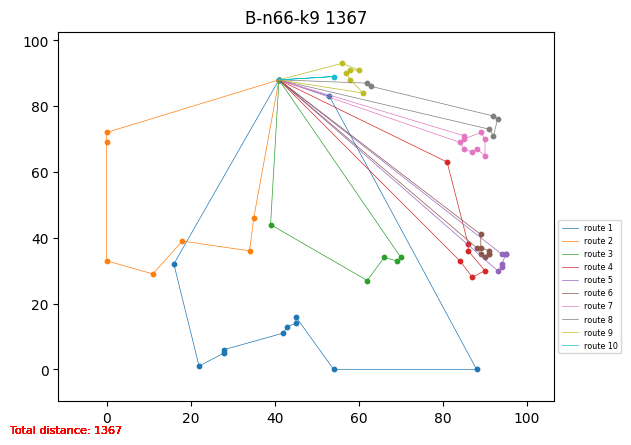 B-n66-k9 1367
100
80
60
40
20
0
0 20 40 60 80 100
route 1
route 2
route 3
route 4
route 5
route 6
route 7
route 8
route 9
route 10
Total distance: 1367